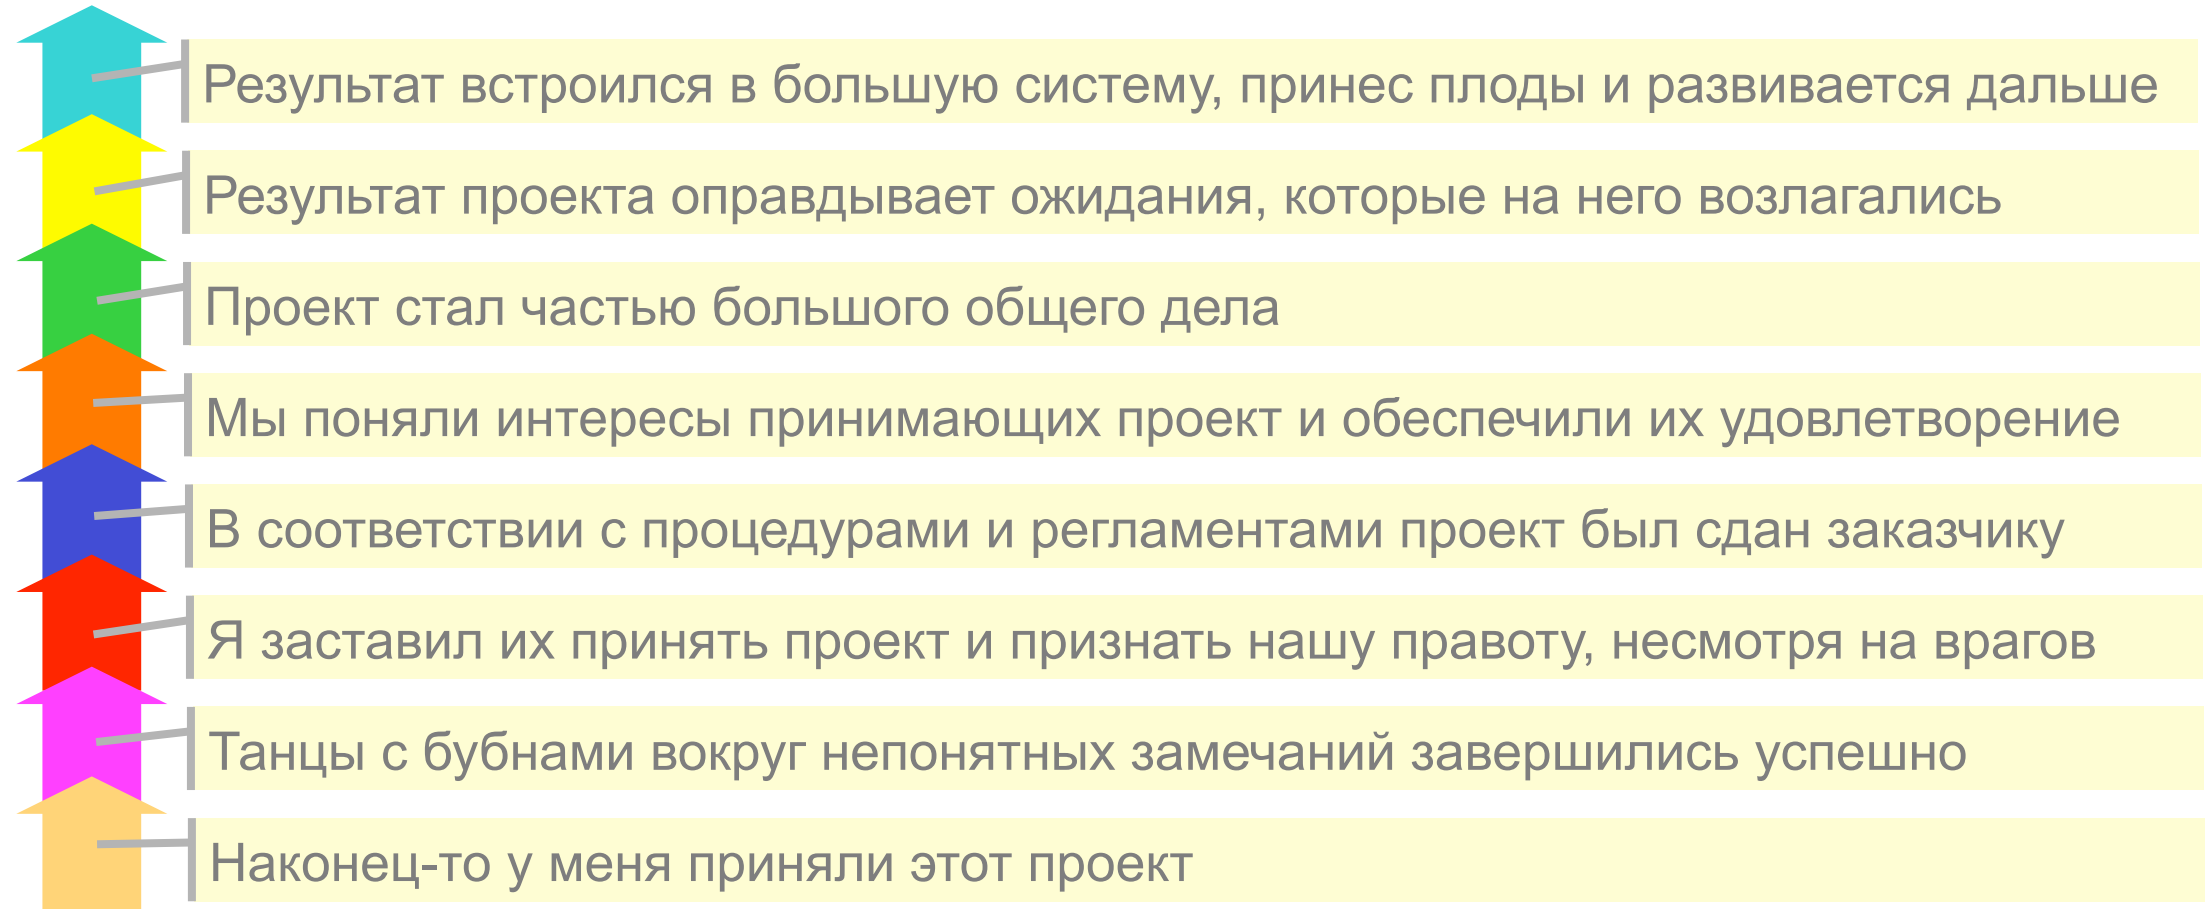 Результат встроился в большую систему, принес плоды и развивается дальше
Результат проекта оправдывает ожидания, которые на него возлагались
Проект стал частью большого общего дела
Мы поняли интересы принимающих проект и обеспечили их удовлетворение
В соответствии с процедурами и регламентами проект был сдан заказчику
Я заставил их принять проект и признать нашу правоту, несмотря на врагов
Танцы с бубнами вокруг непонятных замечаний завершились успешно
Наконец-то у меня приняли этот проект